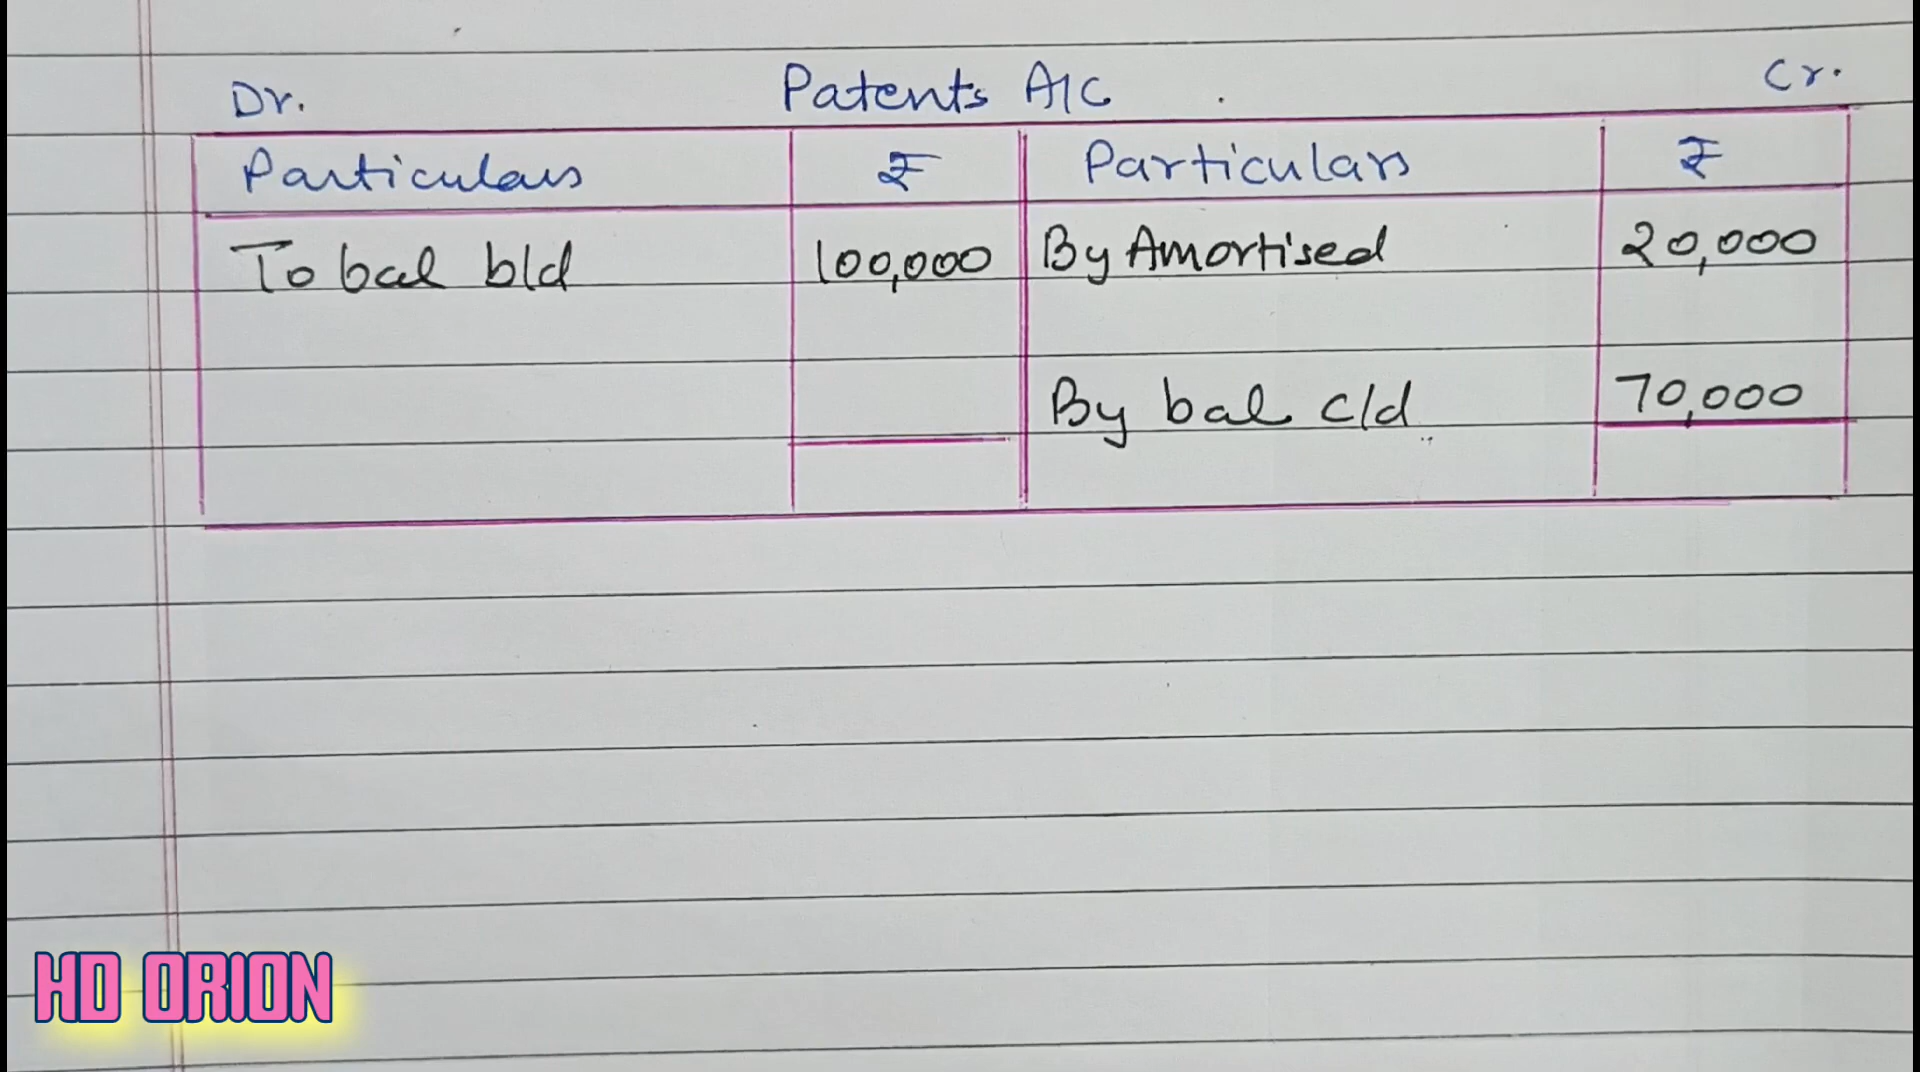 Dr. Patents A/C Cr.
Particulars ₹ Particulars ₹
To bal b/d 100,000 By Amortised 20,000
By bal c/d 70,000
HD ORION